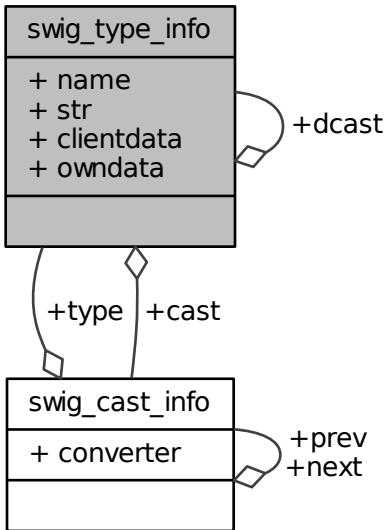 swig_type_info
+ name
+ str
+ clientdata
+ owndata
+dcast
+type
+cast
swig_cast_info
+ converter
+prev
+next